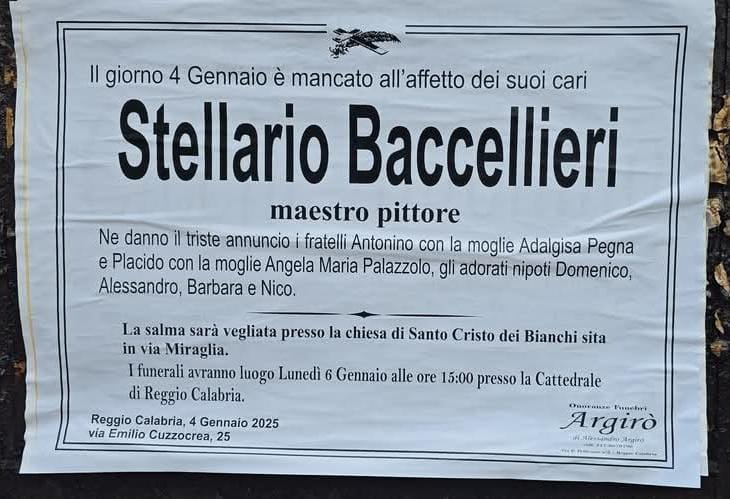 Il giorno 4 Gennaio è mancato all'affetto dei suoi cari
Stellario Baccellieri
maestro pittore
Ne danno il triste annuncio i fratelli Antonino con la moglie Adalgisa Pegna
e Placido con la moglie Angela Maria Palazzolo, gli adorati nipoti Domenico,
Alessandro, Barbara e Nico.
La salma sarà vegliata presso la chiesa di Santo Cristo dei Bianchi sita
in via Miraglia.
I funerali avranno luogo Lunedì 6 Gennaio alle ore 15:00 presso la Cattedrale
di Reggio Calabria.
Reggio Calabria, 4 Gennaio 2025
via Emilio Cuzzocrea, 25
Onoranze Funebri
Argirò
di Alessandro Argirò
Reggio Calabria